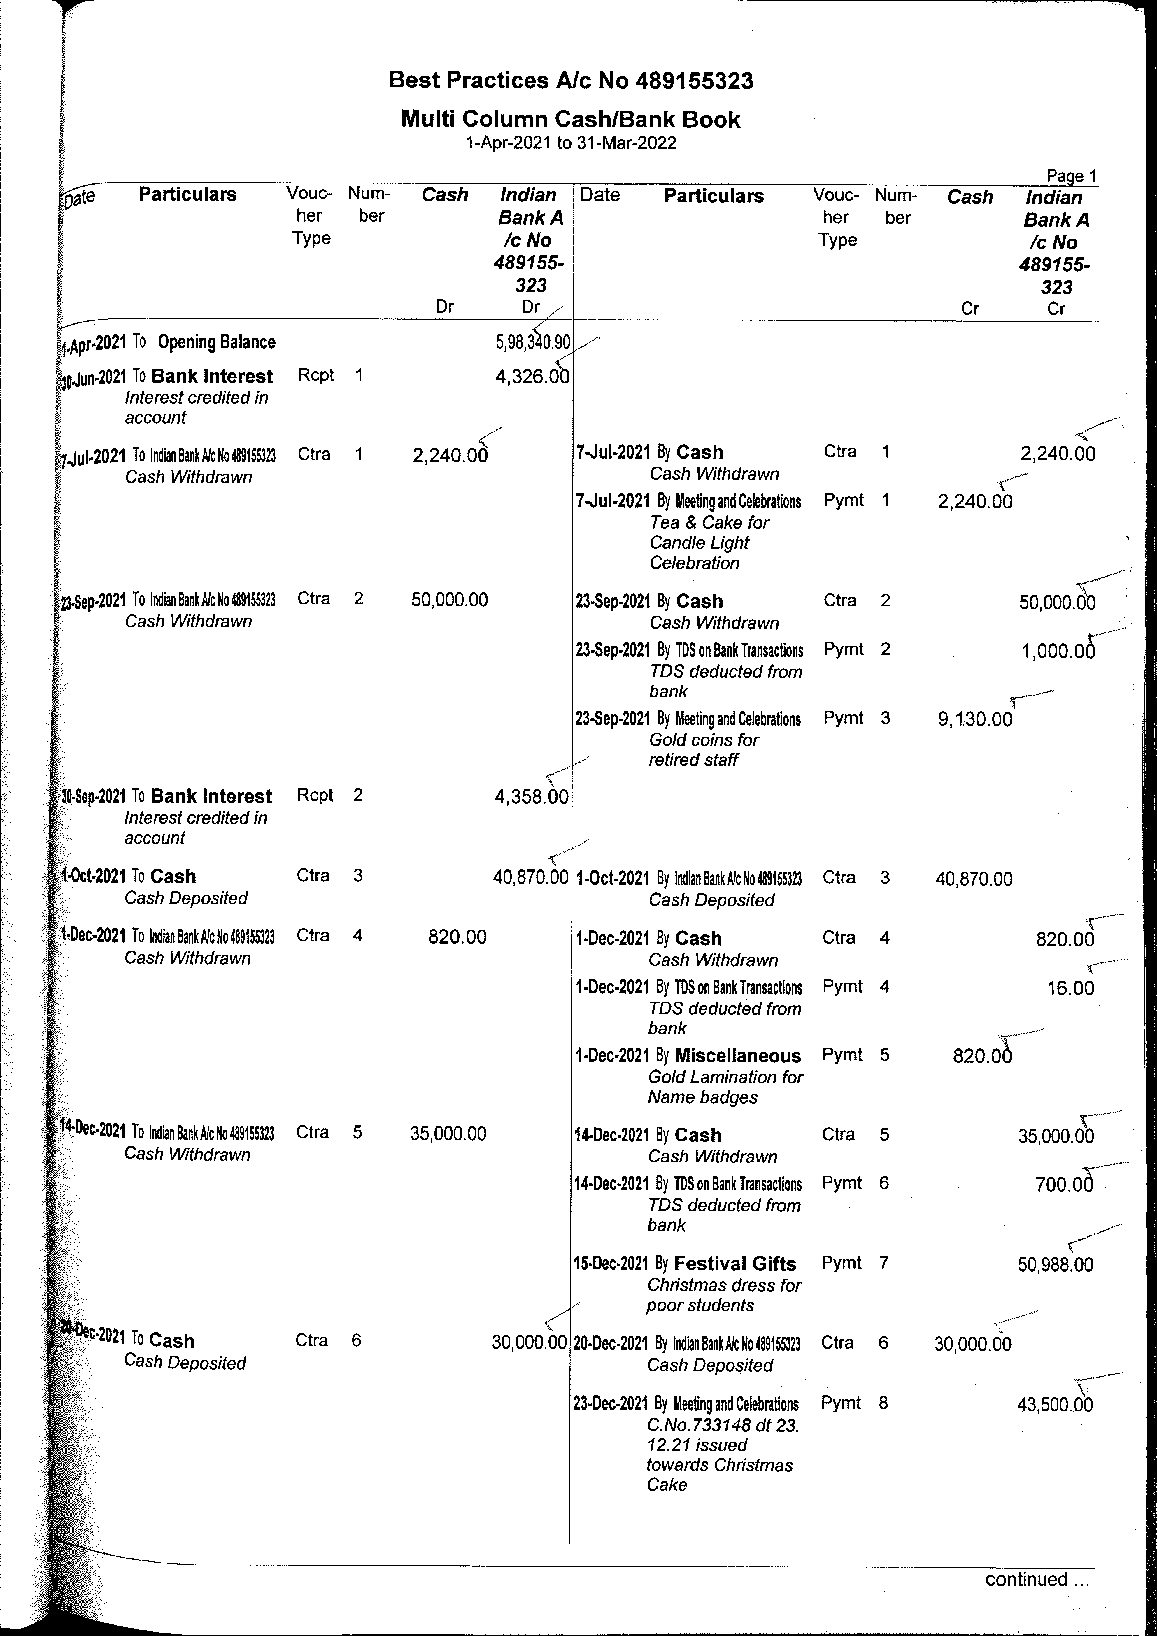 Best Practices A/c No 489155323
Multi Column Cash/Bank Book
1-Apr-2021 to 31-Mar-2022
Page 1
Date Particulars Vouc- Num- Cash Indian Date Particulars Vouc- Num- Cash Indian
her ber Bank A her ber Bank A
Type /c No Type /c No
489155- 489155-
323 323
Dr Dr Cr Cr
1-Apr-2021 To Opening Balance 5,98,340.90
30-Jun-2021 To Bank Interest Rcpt 1 4,326.00
Interest credited in
account
7-Jul-2021 To Indian Bank A/c No 489155323 Ctra 1 2,240.00 7-Jul-2021 By Cash Ctra 1 2,240.00
Cash Withdrawn Cash Withdrawn
7-Jul-2021 By Meeting and Celebrations Pymt 1 2,240.00
Tea & Cake for
Candle Light
Celebration
23-Sep-2021 To Indian Bank A/c No 489155323 Ctra 2 50,000.00 23-Sep-2021 By Cash Ctra 2 50,000.00
Cash Withdrawn Cash Withdrawn
23-Sep-2021 By TDS on Bank Transactions Pymt 2 1,000.00
TDS deducted from
bank
23-Sep-2021 By Meeting and Celebrations Pymt 3 9,130.00
Gold coins for
retired staff
30-Sep-2021 To Bank Interest Rcpt 2 4,358.00
Interest credited in
account
1-Oct-2021 To Cash Ctra 3 40,870.00 1-Oct-2021 By Indian Bank A/c No 489155323 Ctra 3 40,870.00
Cash Deposited Cash Deposited
1-Dec-2021 To Indian Bank A/c No 489155323 Ctra 4 820.00 1-Dec-2021 By Cash Ctra 4 820.00
Cash Withdrawn Cash Withdrawn
1-Dec-2021 By TDS on Bank Transactions Pymt 4 16.00
TDS deducted from
bank
1-Dec-2021 By Miscellaneous Pymt 5 820.00
Gold Lamination for
Name badges
14-Dec-2021 To Indian Bank A/c No 489155323 Ctra 5 35,000.00 14-Dec-2021 By Cash Ctra 5 35,000.00
Cash Withdrawn Cash Withdrawn
14-Dec-2021 By TDS on Bank Transactions Pymt 6 700.00
TDS deducted from
bank
15-Dec-2021 By Festival Gifts Pymt 7 50,988.00
Christmas dress for
poor students
20-Dec-2021 To Cash Ctra 6 30,000.00 20-Dec-2021 By Indian Bank A/c No 489155323 Ctra 6 30,000.00
Cash Deposited Cash Deposited
23-Dec-2021 By Meeting and Celebrations Pymt 8 43,500.00
C.No.733148 dt 23.
12.21 issued
towards Christmas
Cake
continued ...